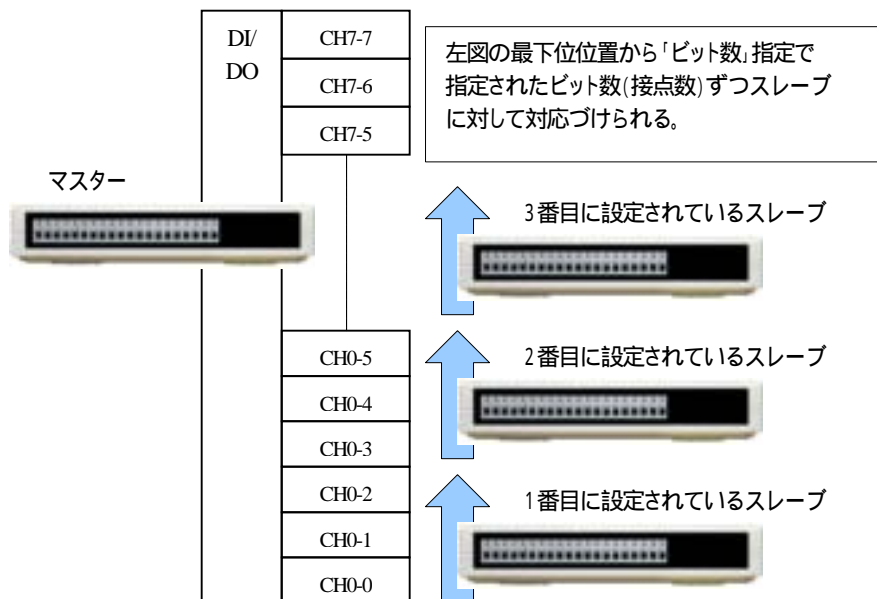 DI/
DO
CH7-7
CH7-6
CH7-5
左図の最下位位置から「ビット数」指定で
指定されたビット数(接点数)ずつスレーブ
に対して対応づけられる。
マスター
3番目に設定されているスレーブ
CH0-5
CH0-4
CH0-3
CH0-2
CH0-1
CH0-0
2番目に設定されているスレーブ
1番目に設定されているスレーブ